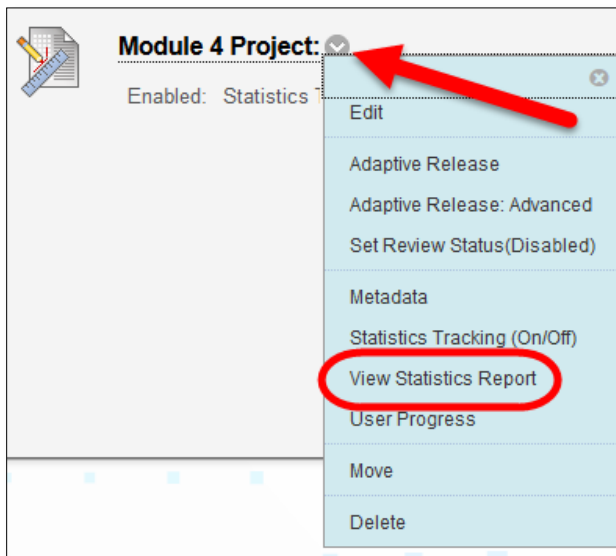 Module 4 Project:
Enabled: Statistics
Edit
Adaptive Release
Adaptive Release: Advanced
Set Review Status(Disabled)
Metadata
Statistics Tracking (On/Off)
View Statistics Report
User Progress
Move
Delete